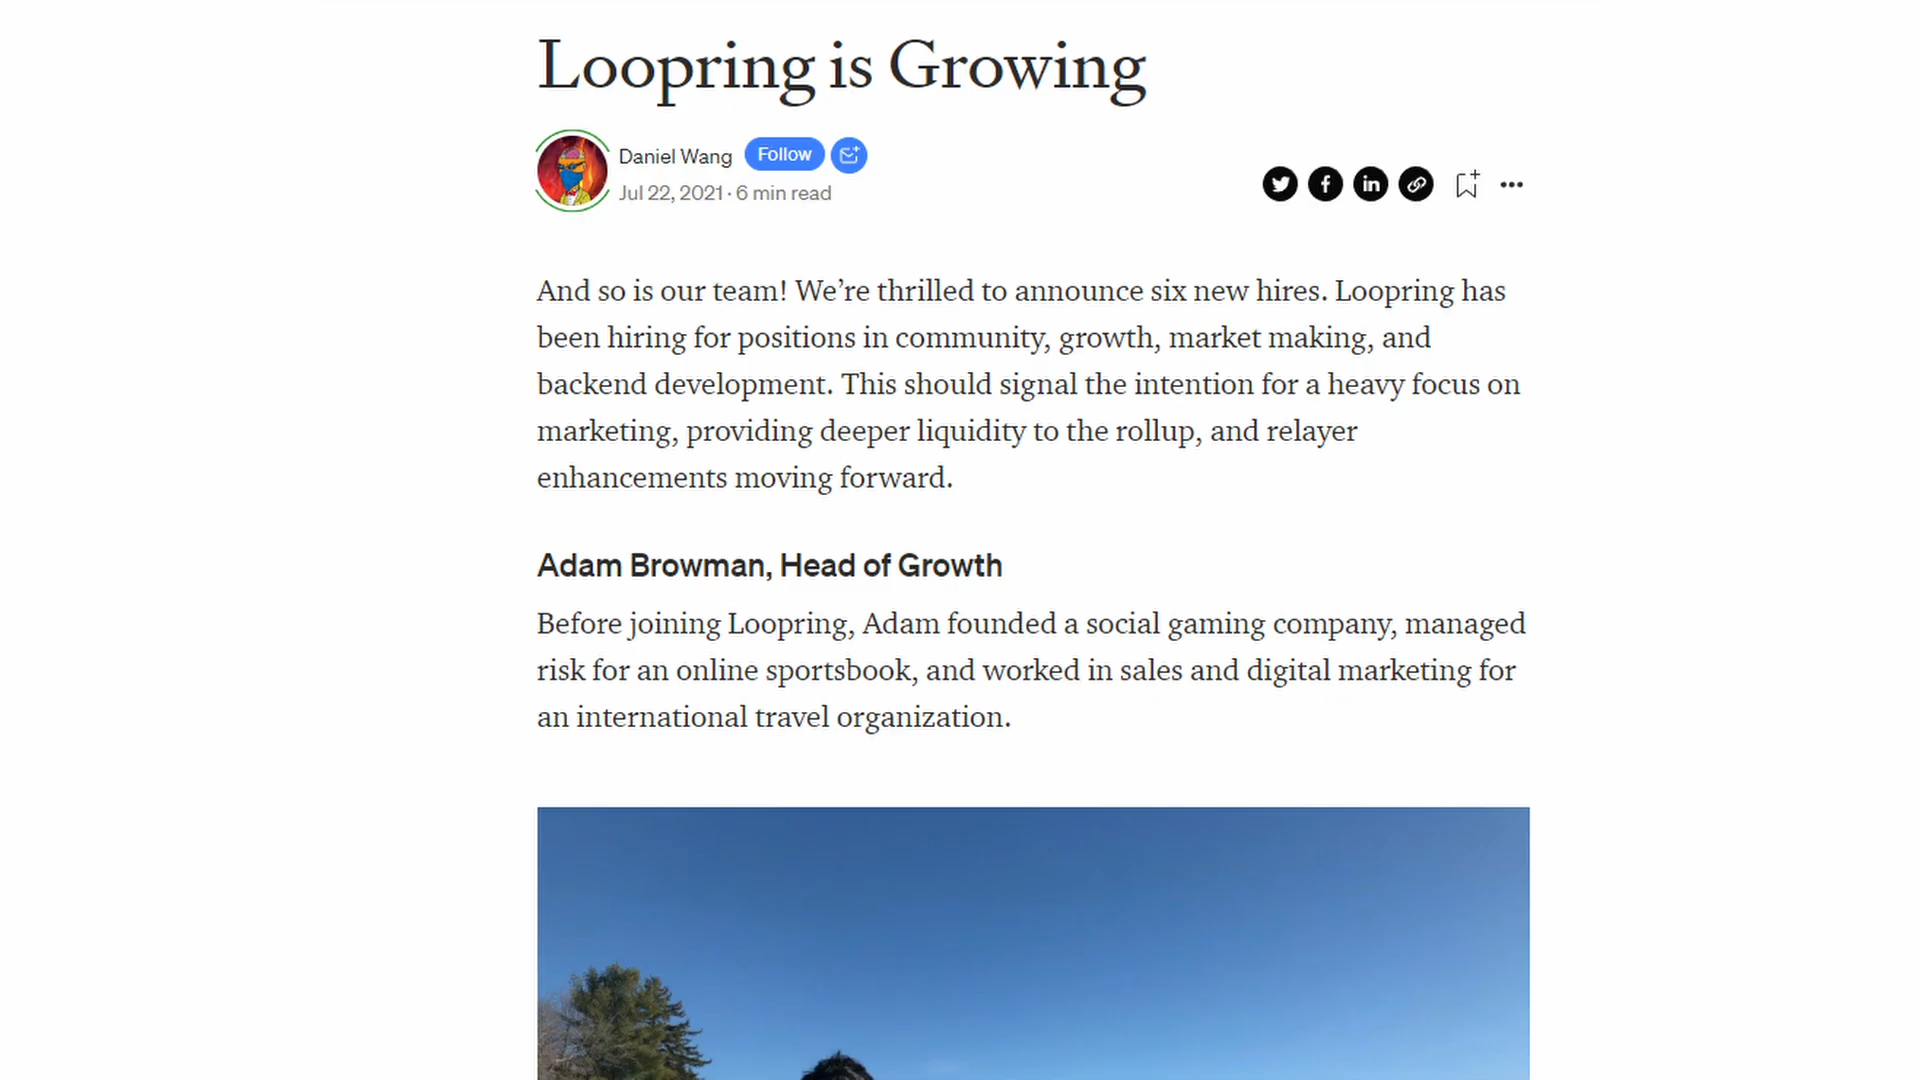 Loopring is Growing
Daniel Wang Follow
Jul 22, 2021 · 6 min read
And so is our team! We’re thrilled to announce six new hires. Loopring has
been hiring for positions in community, growth, market making, and
backend development. This should signal the intention for a heavy focus on
marketing, providing deeper liquidity to the rollup, and relayer
enhancements moving forward.
Adam Browman, Head of Growth
Before joining Loopring, Adam founded a social gaming company, managed
risk for an online sportsbook, and worked in sales and digital marketing for
an international travel organization.